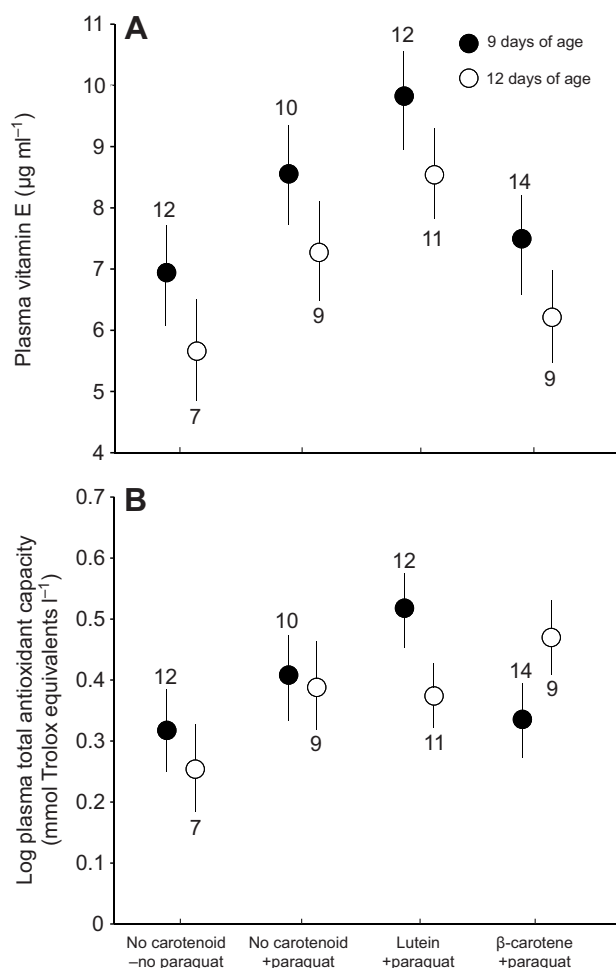 A
9 days of age
12 days of age
Plasma vitamin E (µg ml⁻¹)
11
10
9
8
7
6
5
4
12
7
10
9
12
11
14
9
B
Log plasma total antioxidant capacity
(mmol Trolox equivalents l⁻¹)
0.7
0.6
0.5
0.4
0.3
0.2
0.1
0
12
7
10
9
12
11
14
9
No carotenoid
–no paraquat
No carotenoid
+paraquat
Lutein
+paraquat
β-carotene
+paraquat